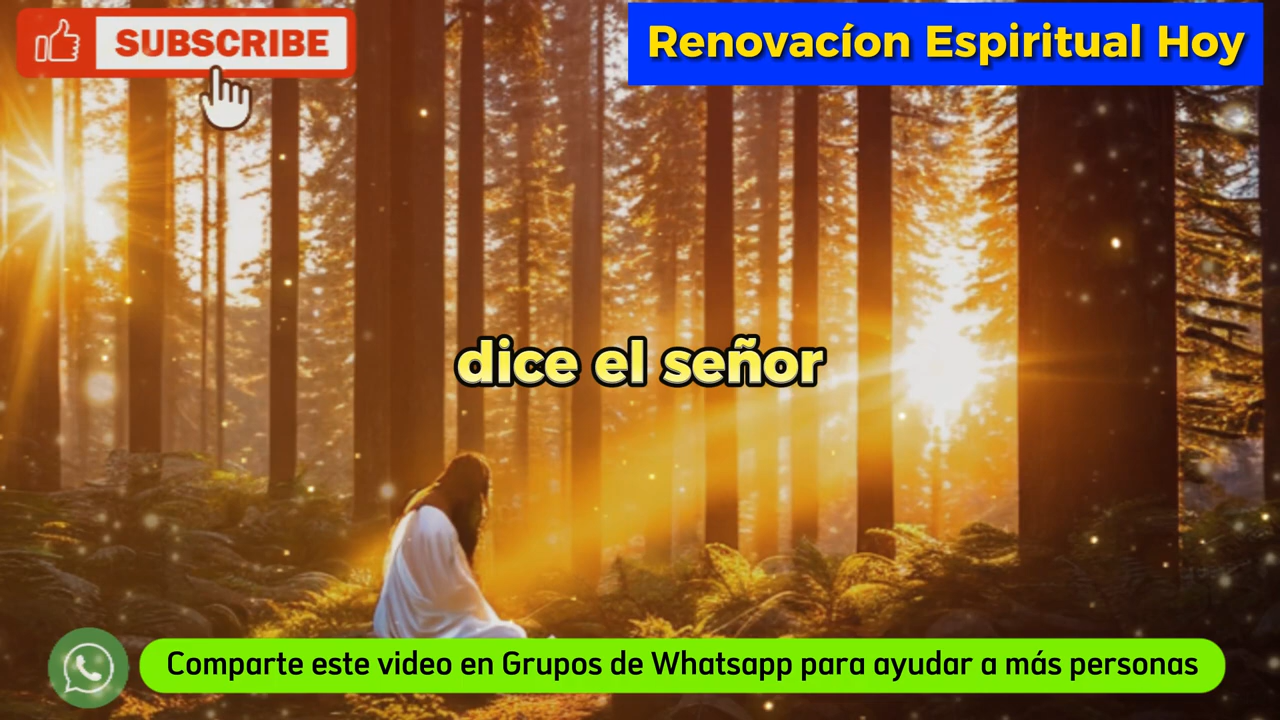 SUBSCRIBE
Renovacíon Espiritual Hoy
dice el señor
Comparte este video en Grupos de Whatsapp para ayudar a más personas